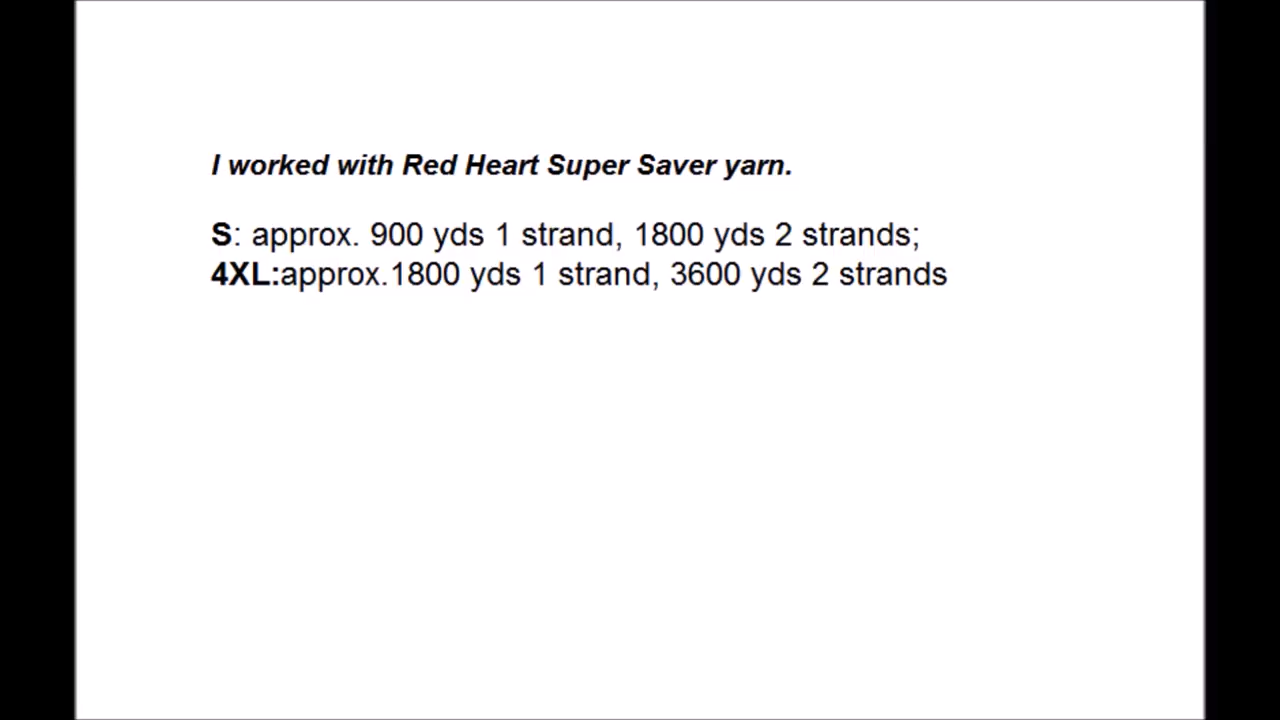 I worked with Red Heart Super Saver yarn.
S: approx. 900 yds 1 strand, 1800 yds 2 strands;
4XL:approx.1800 yds 1 strand, 3600 yds 2 strands